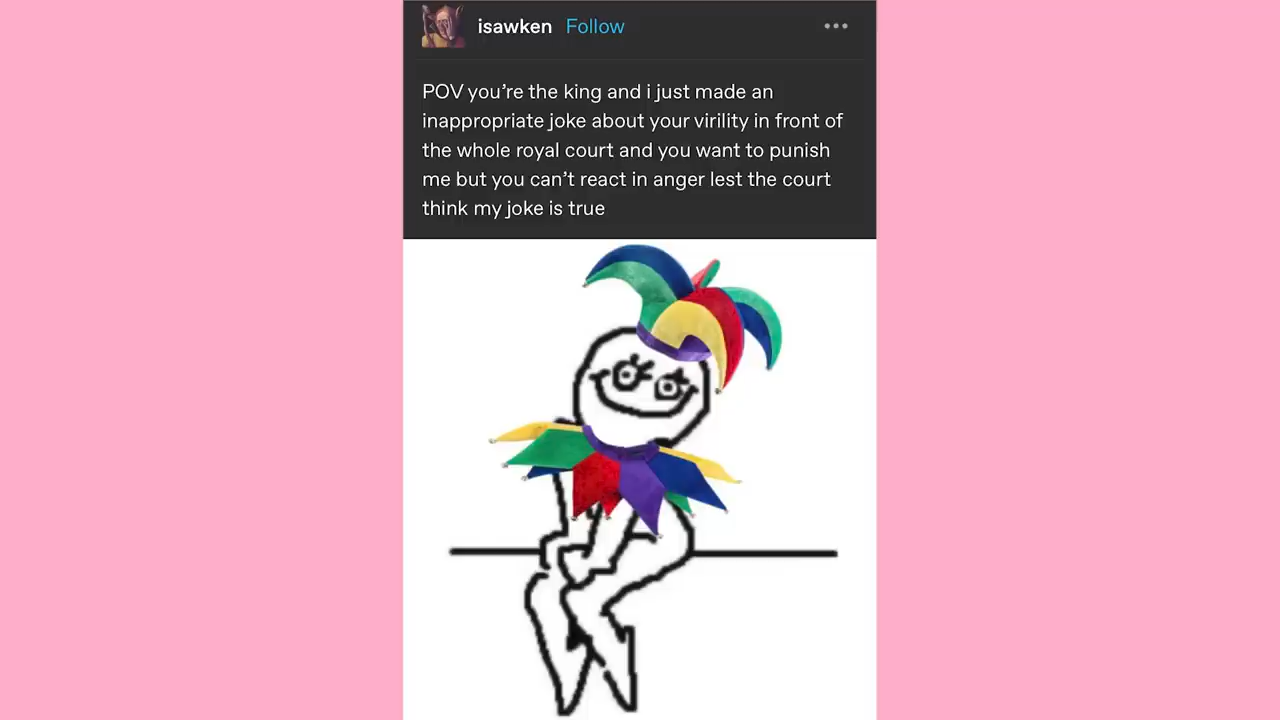 isawken Follow
POV you’re the king and i just made an
inappropriate joke about your virility in front of
the whole royal court and you want to punish
me but you can’t react in anger lest the court
think my joke is true